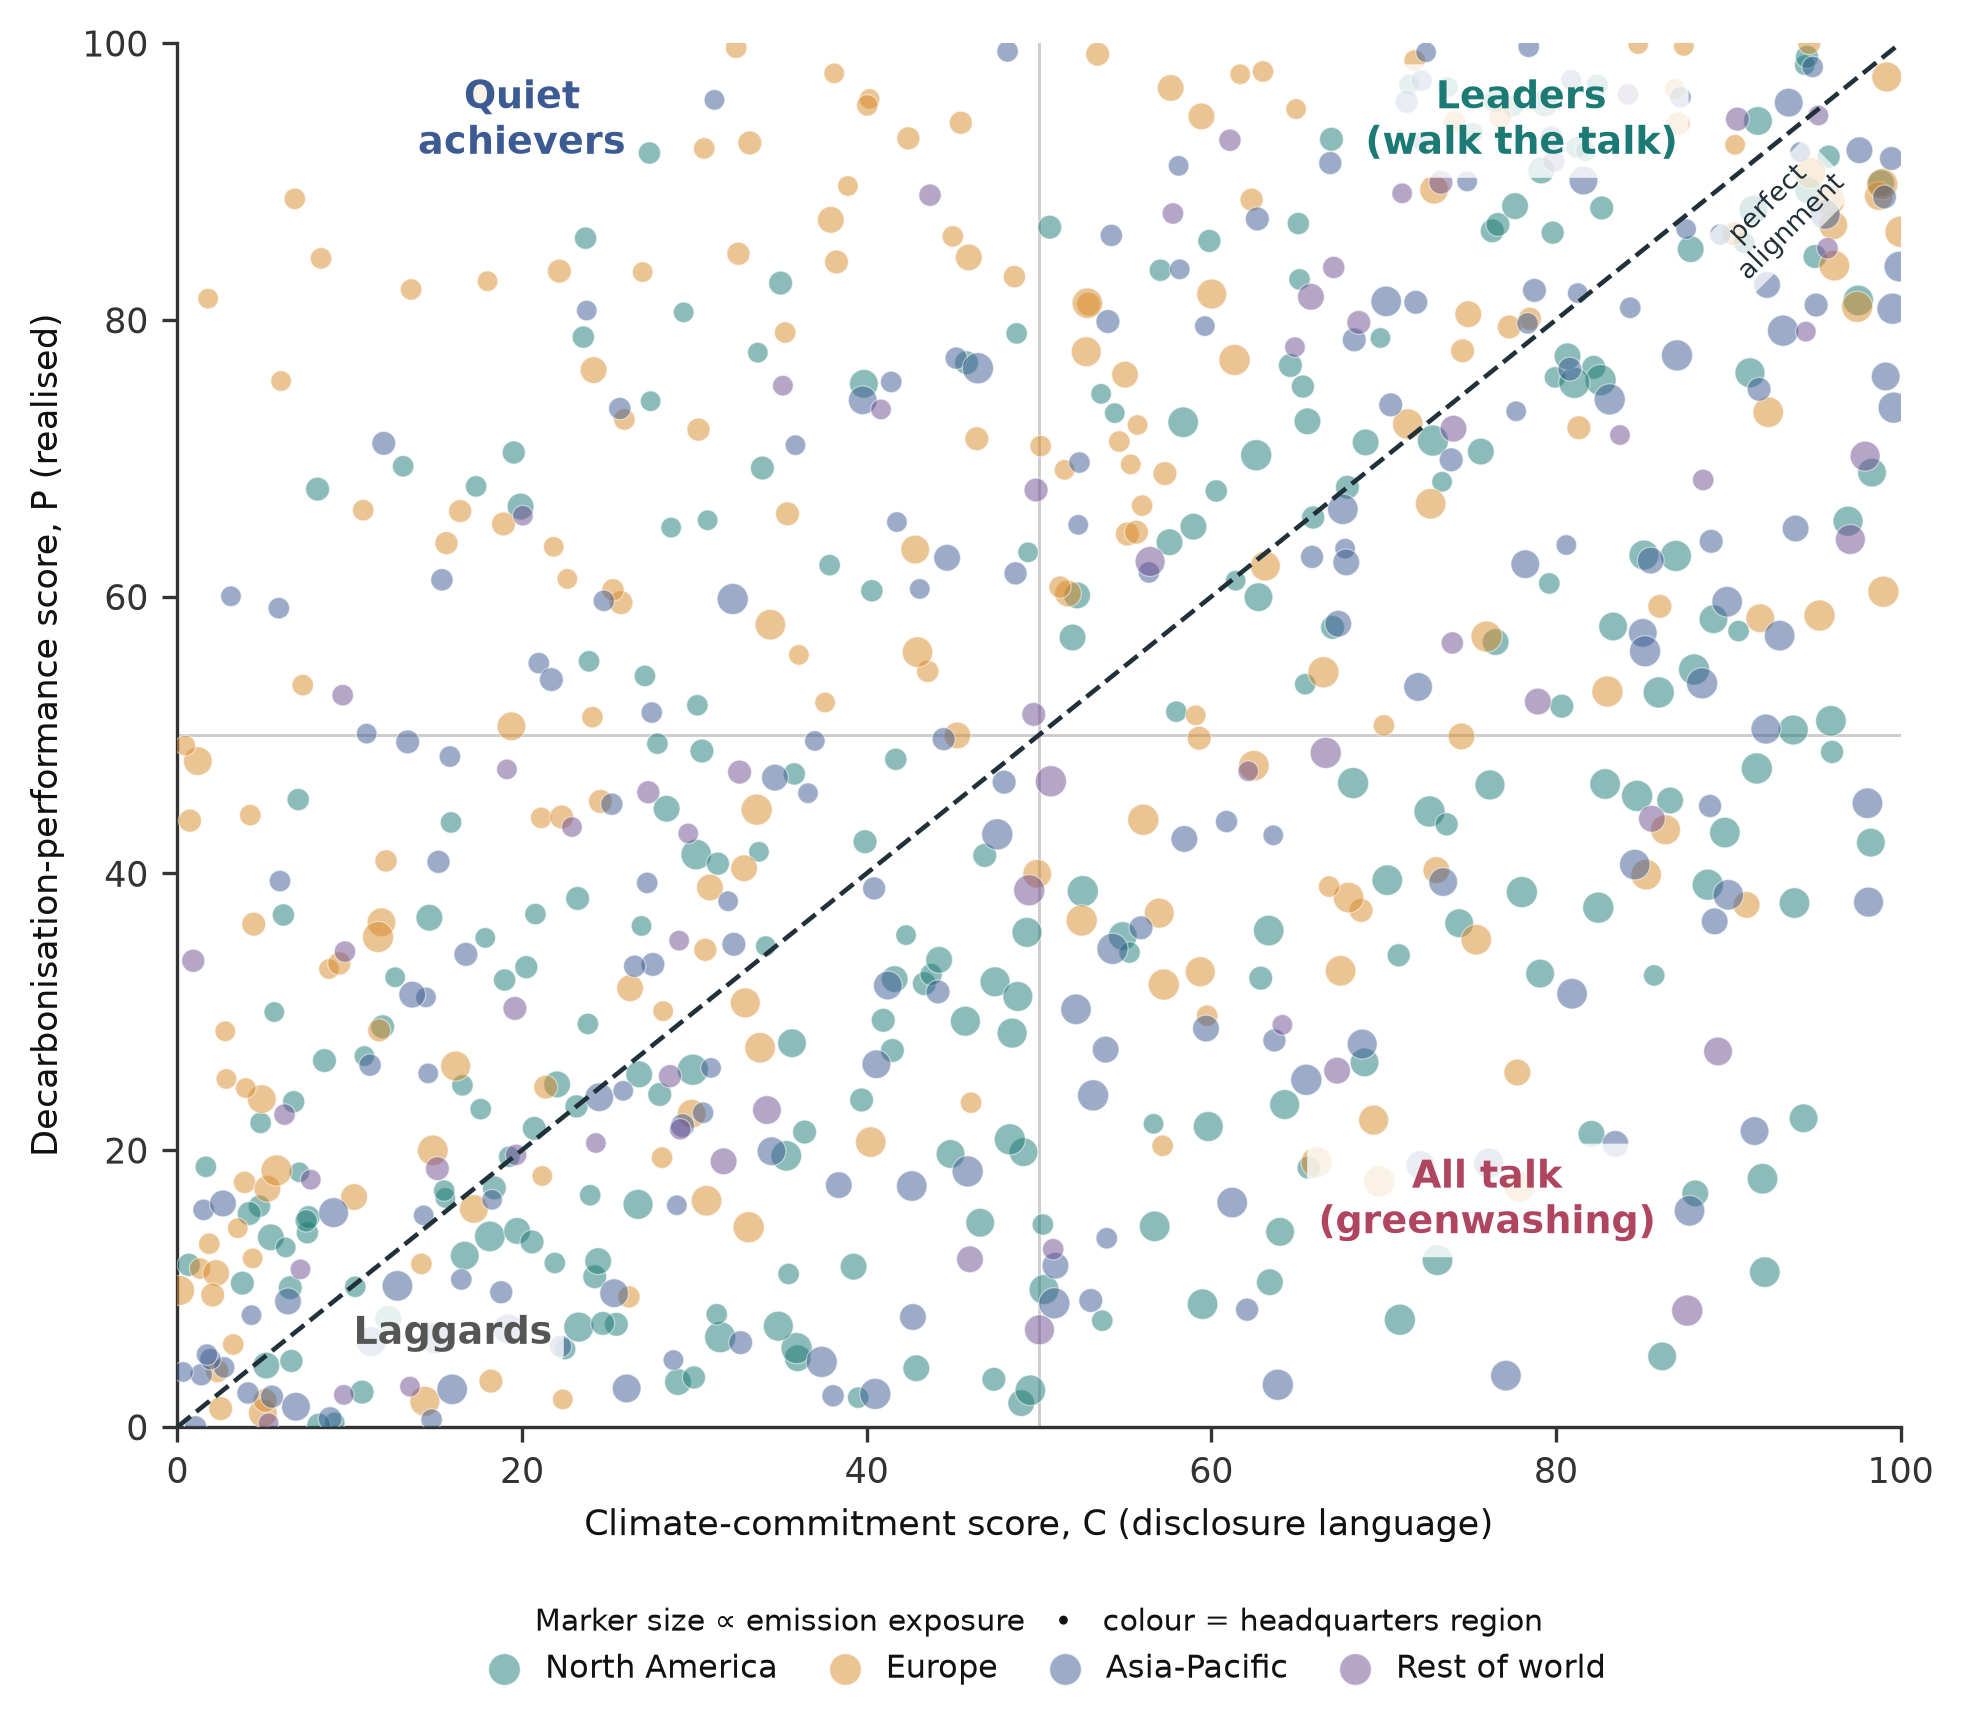 Quiet
achievers
Leaders
(walk the talk)
perfect
alignment
All talk
(greenwashing)
Laggards
Decarbonisation-performance score, P (realised)
100
80
60
40
20
0
0 20 40 60 80 100
Climate-commitment score, C (disclosure language)
Marker size ∝ emission exposure • colour = headquarters region
North America Europe Asia-Pacific Rest of world